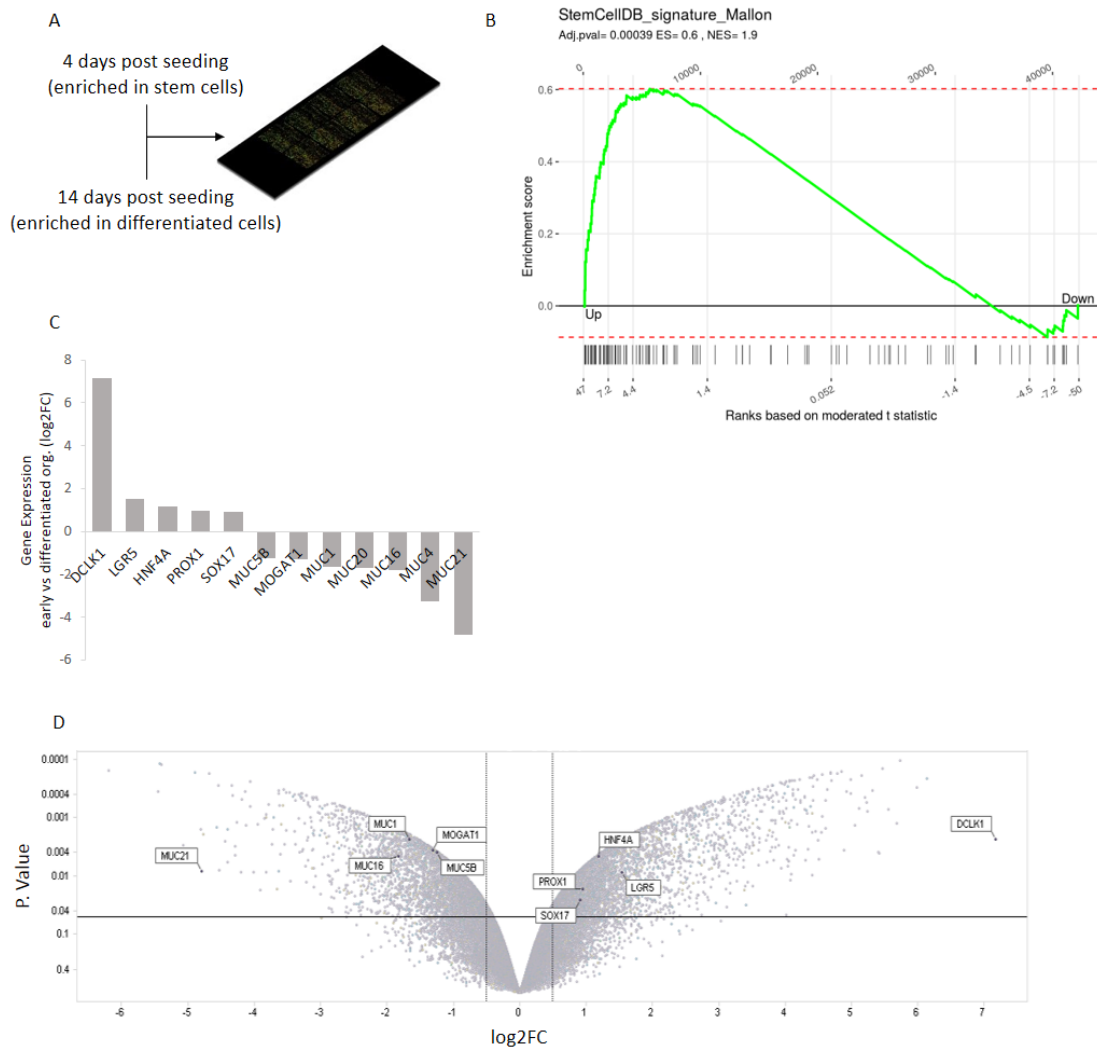 A
4 days post seeding
(enriched in stem cells)
14 days post seeding
(enriched in differentiated cells)
B
StemCellDB_signature_Mallon
Adj.pval= 0.00039 ES= 0.6 , NES= 1.9
0 10000 20000 30000 40000
0.6
0.4
0.2
0.0
Enrichment score
Up
Down
47 7.2 4.4 1.4 0.052 -1.4 -4.5 -7.2 -50
Ranks based on moderated t statistic
C
8
6
4
2
0
-2
-4
-6
Gene Expression
early vs differentiated org. (log2FC)
DCLK1 LGR5 HNF4A PROX1 SOX17 MUC5B MOGAT1 MUC1 MUC20 MUC16 MUC4 MUC21
D
P. Value
0.0001
0.0004
0.001
0.004
0.01
0.04
0.1
0.4
MUC1
MOGAT1
MUC21
MUC16
MUC5B
HNF4A
DCLK1
PROX1
LGR5
SOX17
-6 -5 -4 -3 -2 -1 0 1 2 3 4 5 6 7
log2FC